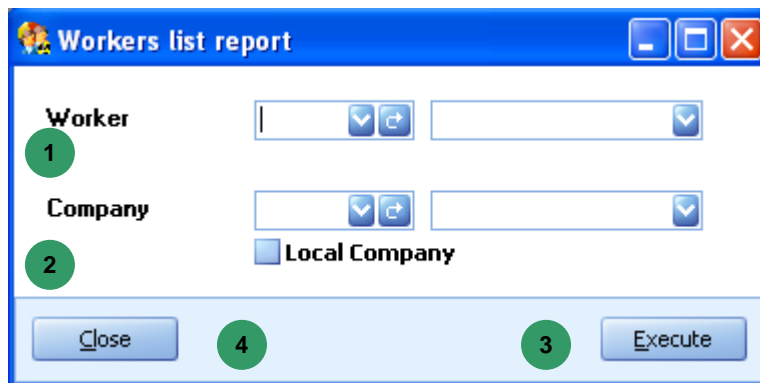 Workers list report
Worker
1
Company
2
Local Company
Close
4
3
Execute